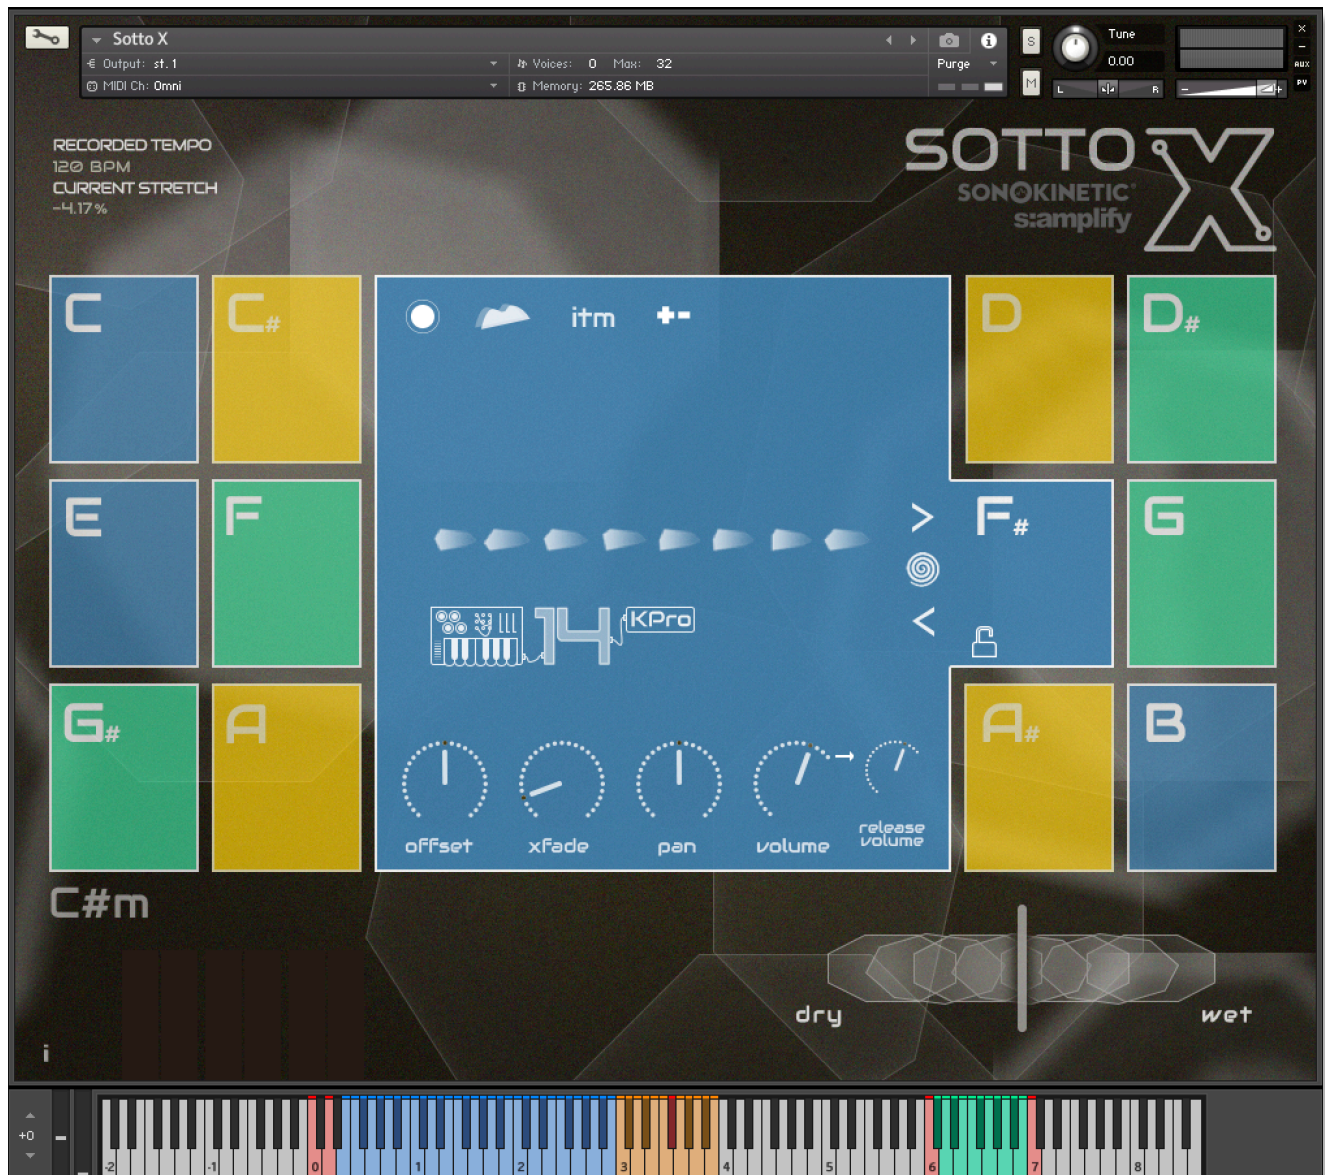 Sotto X
Output: st.1
Voices: 0 Max: 32
Purge
MIDI Ch: Omni
Memory: 265.86 MB
S
M
Tune
0.00
L
R
X
AUX
PV
RECORDED TEMPO
120 BPM
CURRENT STRETCH
-4.17%
SOTTO X
SONOKINETIC
s:amplify
C
C#
itm
+-
D
D#
E
F
>
F#
G
<
14
KPro
G#
A
A#
B
offset
xfade
pan
volume
release
volume
C#m
dry
wet
i
+0
-2
-1
0
1
2
3
4
5
6
7
8